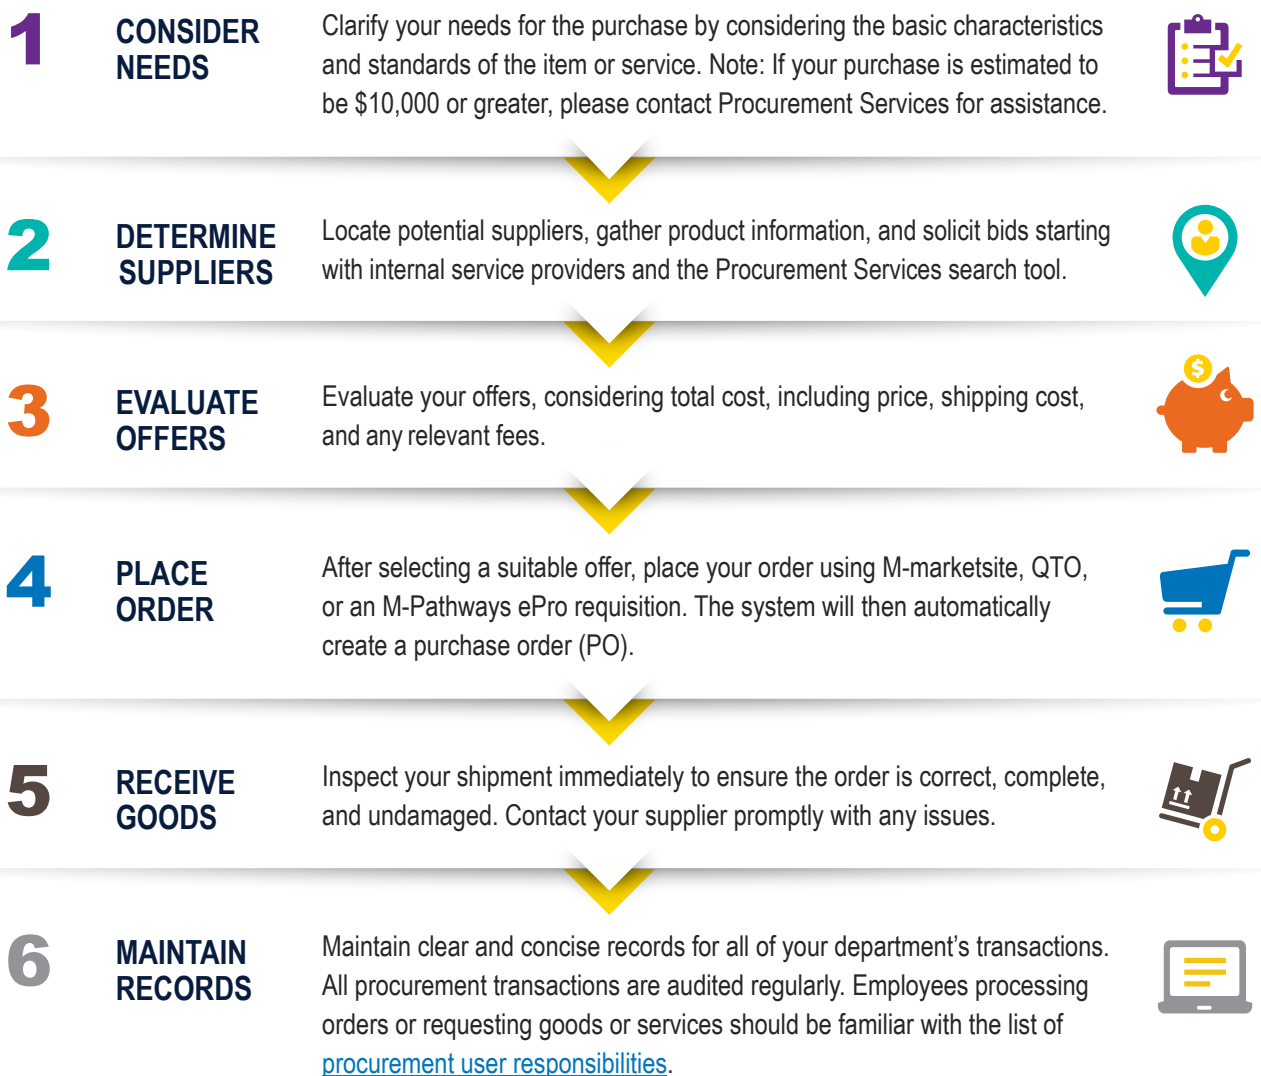 1
CONSIDER
NEEDS
Clarify your needs for the purchase by considering the basic characteristics
and standards of the item or service. Note: If your purchase is estimated to
be $10,000 or greater, please contact Procurement Services for assistance.
2
DETERMINE
SUPPLIERS
Locate potential suppliers, gather product information, and solicit bids starting
with internal service providers and the Procurement Services search tool.
3
EVALUATE
OFFERS
Evaluate your offers, considering total cost, including price, shipping cost,
and any relevant fees.
$
4
PLACE
ORDER
After selecting a suitable offer, place your order using M-marketsite, QTO,
or an M-Pathways ePro requisition. The system will then automatically
create a purchase order (PO).
5
RECEIVE
GOODS
Inspect your shipment immediately to ensure the order is correct, complete,
and undamaged. Contact your supplier promptly with any issues.
6
MAINTAIN
RECORDS
Maintain clear and concise records for all of your department’s transactions.
All procurement transactions are audited regularly. Employees processing
orders or requesting goods or services should be familiar with the list of
procurement user responsibilities.